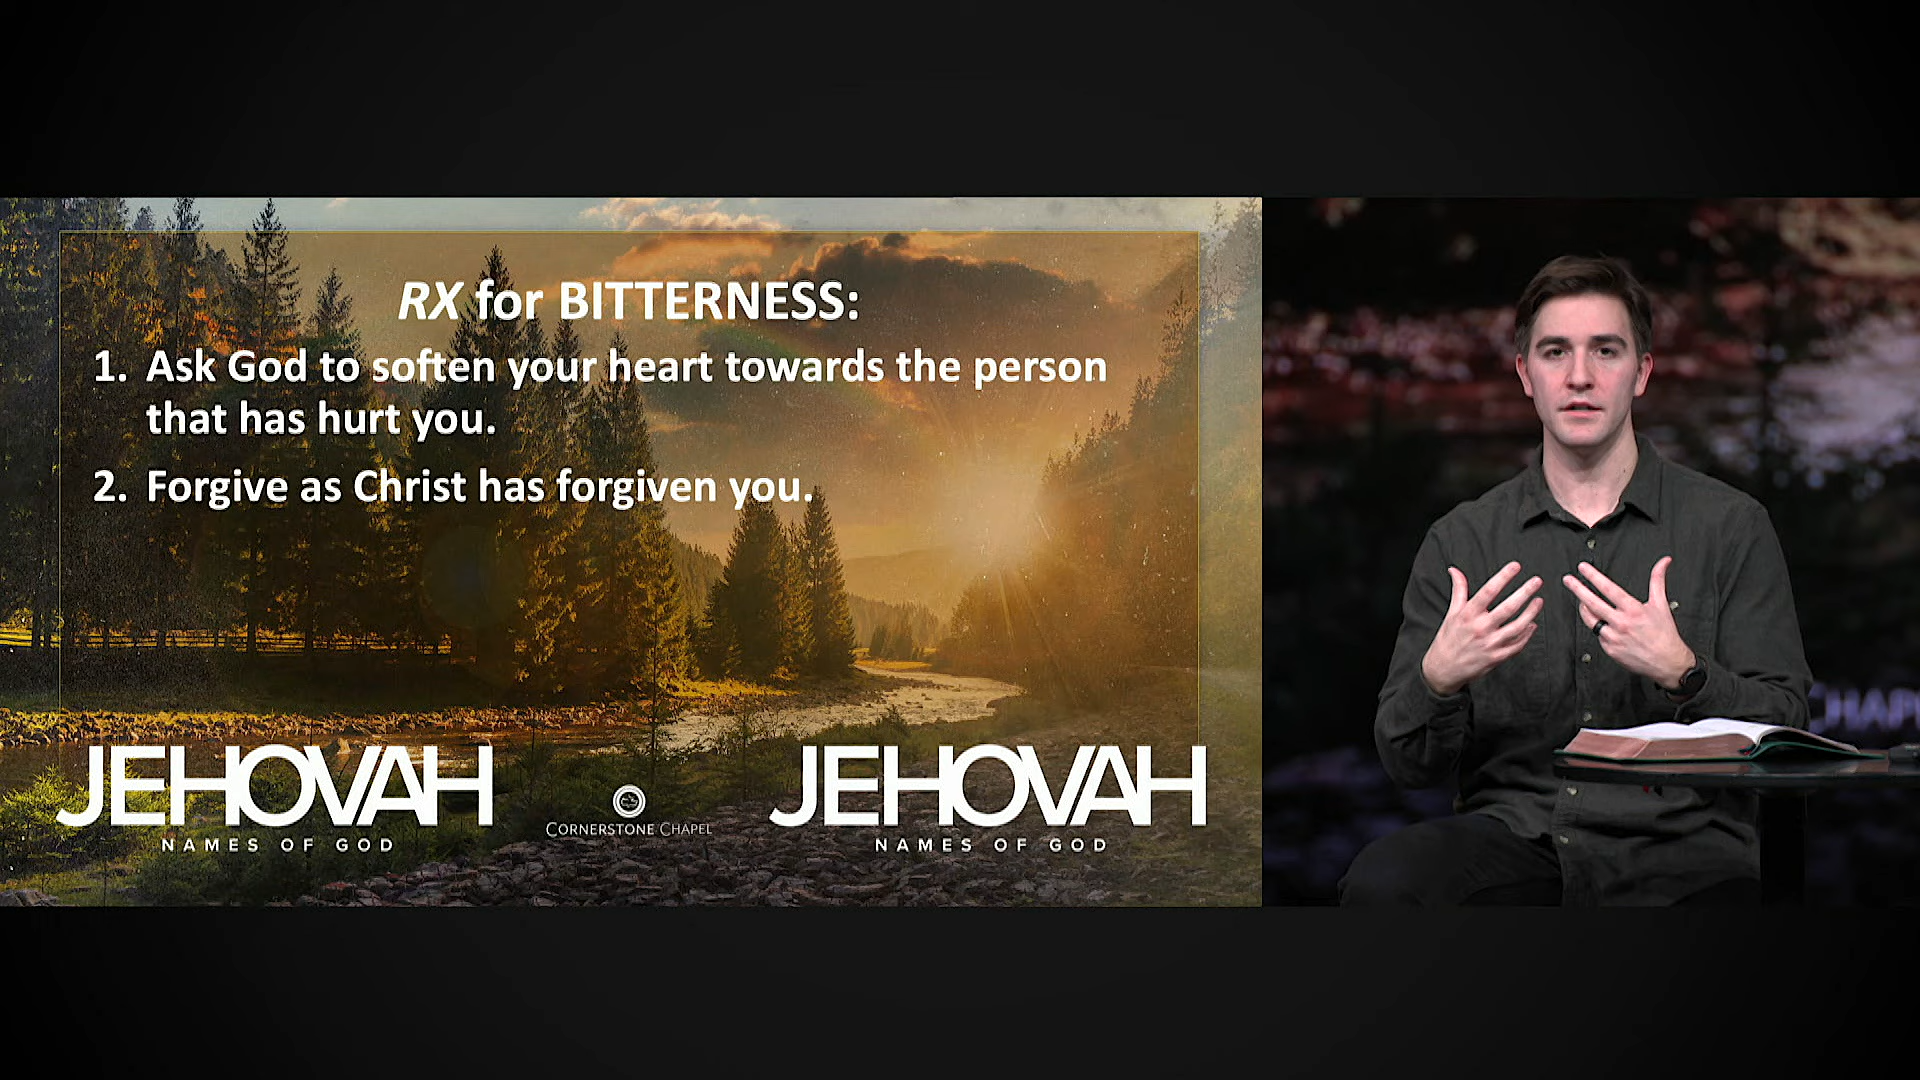 RX for BITTERNESS:
1. Ask God to soften your heart towards the person
that has hurt you.
2. Forgive as Christ has forgiven you.
JEHOVAH
NAMES OF GOD
CORNERSTONE CHAPEL
JEHOVAH
NAMES OF GOD